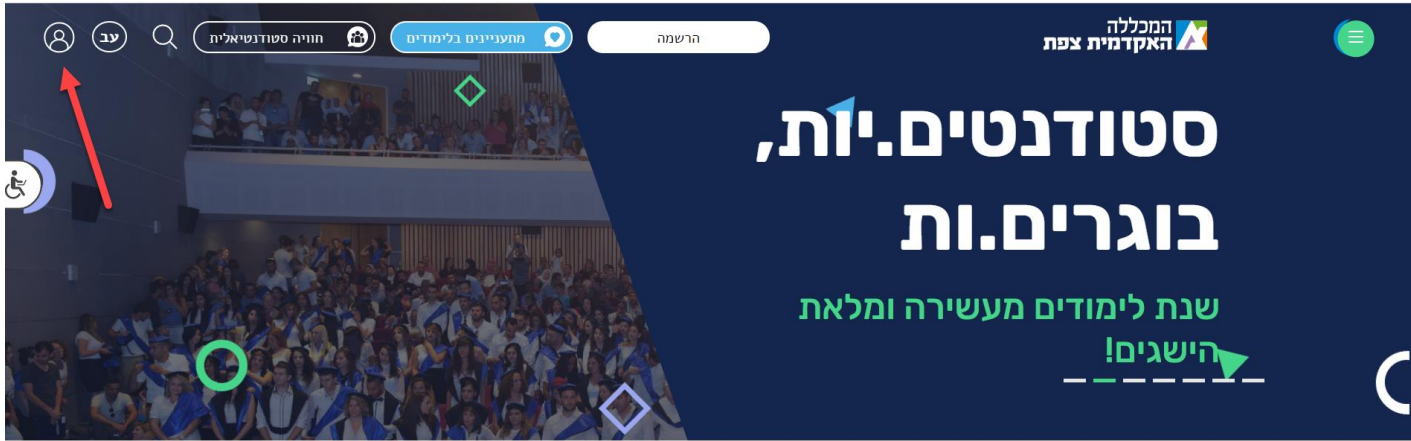 המכללה
האקדמית צפת
הרשמה
מתעניינים בלימודים
חוויה סטודנטיאלית
עב
סטודנטים.יות,
בוגרים.ות
שנת לימודים מעשירה ומלאת
הישגים!